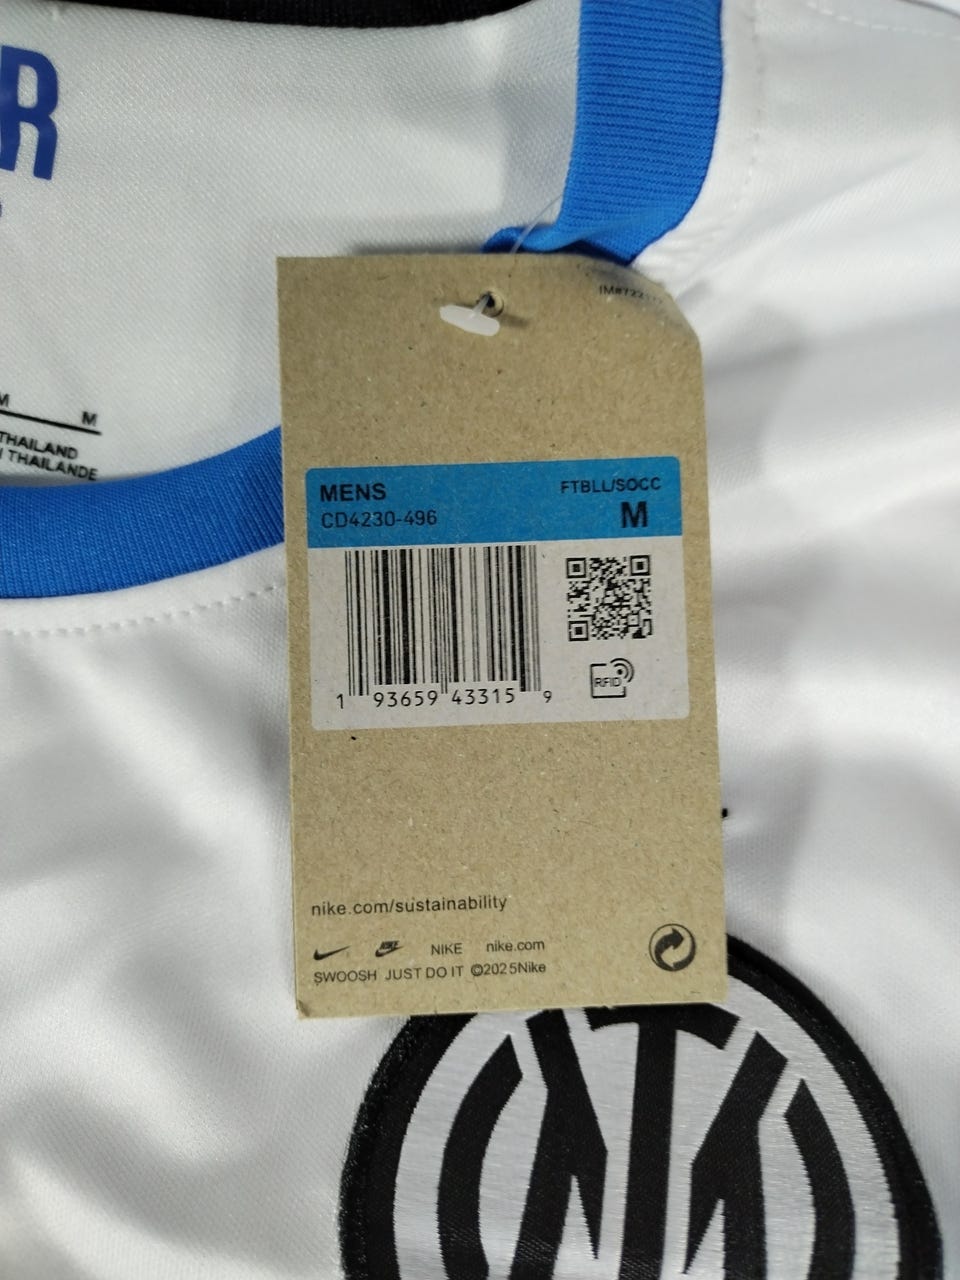 R
M M
THAILAND
THAILANDE
MENS
CD4230-496
FTBLL/SOCC
M
1 93659 43315 9
RFID
nike.com/sustainability
NIKE NIKE nike.com
SWOOSH JUST DO IT ©2025Nike